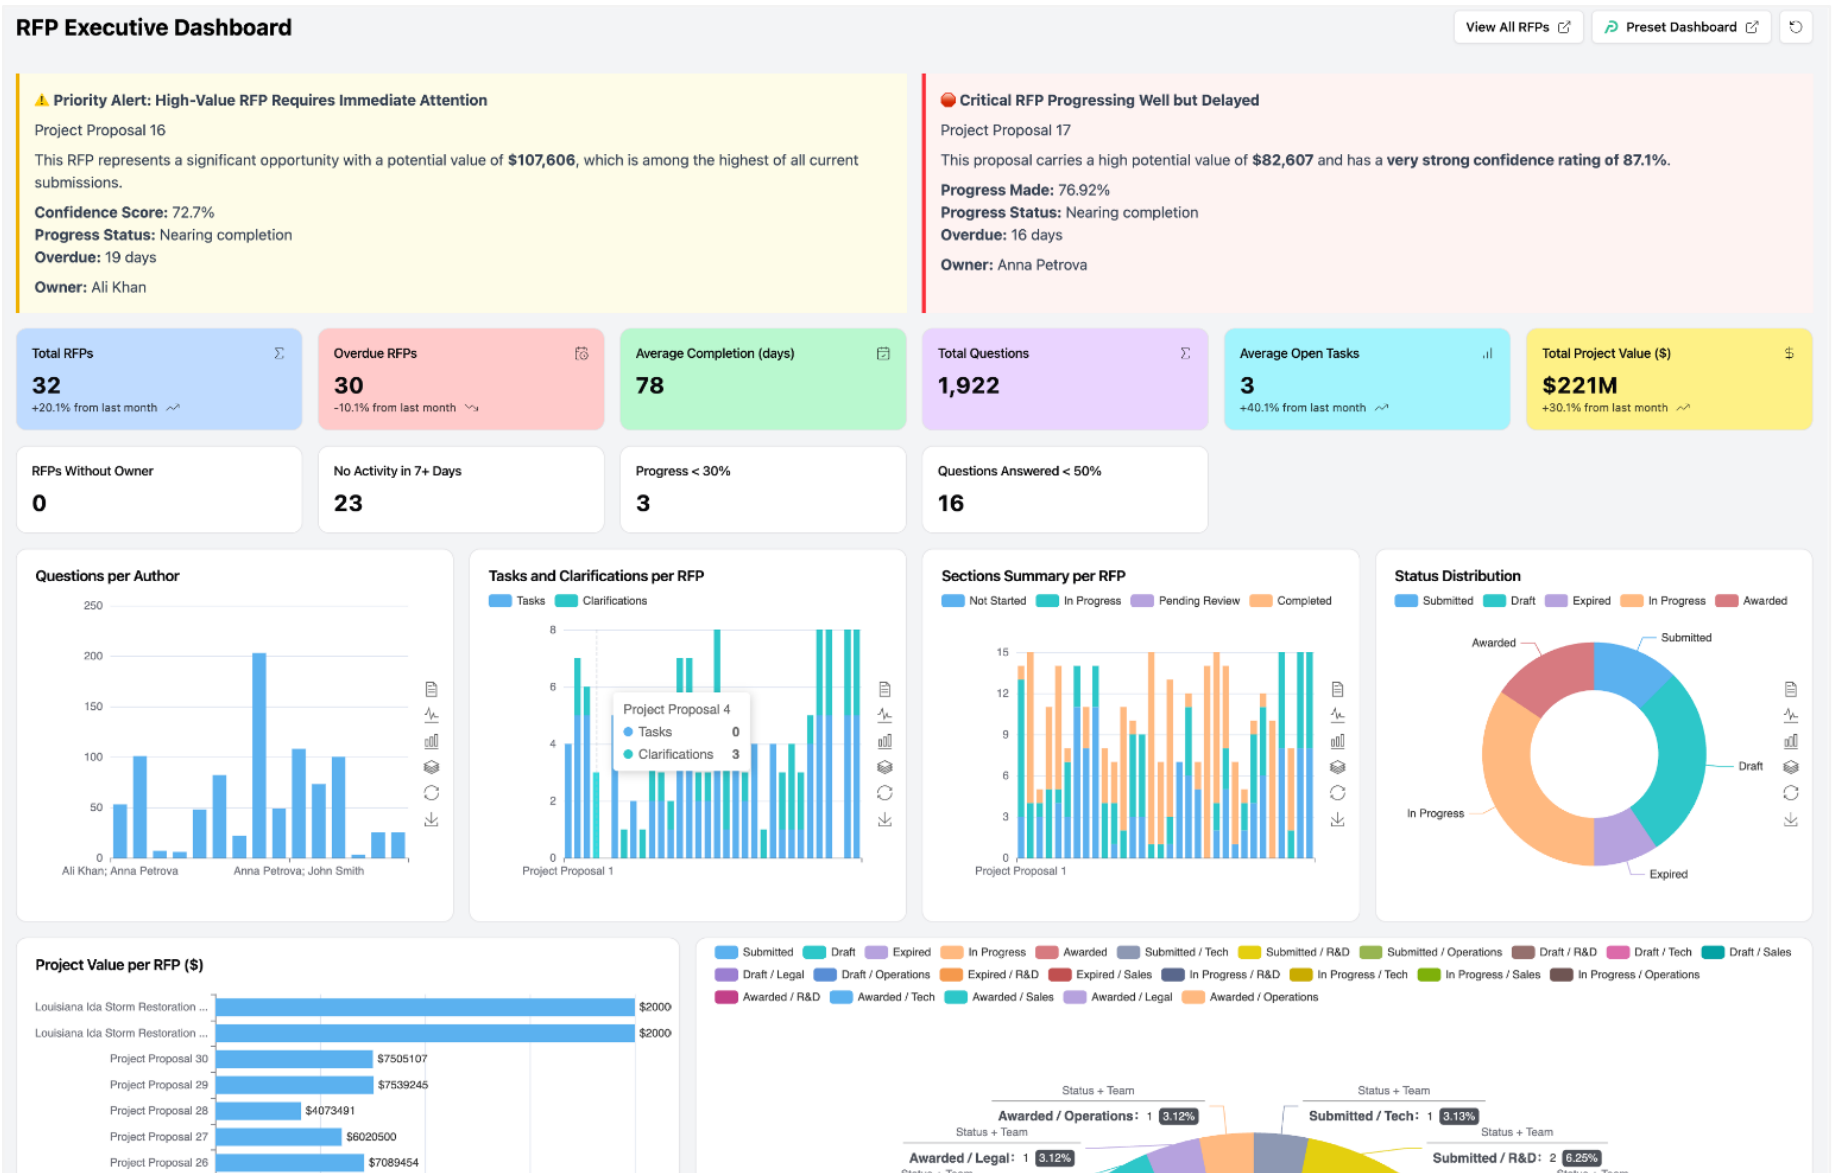 RFP Executive Dashboard
View All RFPs
Preset Dashboard
Priority Alert: High-Value RFP Requires Immediate Attention
Project Proposal 16
This RFP represents a significant opportunity with a potential value of $107,606, which is among the highest of all current
submissions.
Confidence Score: 72.7%
Progress Status: Nearing completion
Overdue: 19 days
Owner: Ali Khan
Critical RFP Progressing Well but Delayed
Project Proposal 17
This proposal carries a high potential value of $82,607 and has a very strong confidence rating of 87.1%.
Progress Made: 76.92%
Progress Status: Nearing completion
Overdue: 16 days
Owner: Anna Petrova
Total RFPs
32
+20.1% from last month
Overdue RFPs
30
-10.1% from last month
Average Completion (days)
78
Total Questions
1,922
Average Open Tasks
3
+40.1% from last month
Total Project Value ($)
$221M
+30.1% from last month
RFPs Without Owner
0
No Activity in 7+ Days
23
Progress < 30%
3
Questions Answered < 50%
16
Questions per Author
250
200
150
100
50
0
Ali Khan; Anna Petrova
Anna Petrova; John Smith
Tasks and Clarifications per RFP
Tasks
Clarifications
8
6
4
2
0
Project Proposal 4
Tasks 0
Clarifications 3
Project Proposal 1
Sections Summary per RFP
Not Started
In Progress
Pending Review
Completed
15
12
9
6
3
0
Project Proposal 1
Status Distribution
Submitted
Draft
Expired
In Progress
Awarded
Awarded
Submitted
Draft
In Progress
Expired
Project Value per RFP ($)
Louisiana Ida Storm Restoration ... $2000
Louisiana Ida Storm Restoration ... $2000
Project Proposal 30 $7505107
Project Proposal 29 $7539245
Project Proposal 28 $4073491
Project Proposal 27 $6020500
Project Proposal 26 $7089454
Submitted Draft Expired In Progress Awarded Submitted / Tech Submitted / R&D Submitted / Operations Draft / R&D Draft / Tech Draft / Sales
Draft / Legal Draft / Operations Expired / R&D Expired / Sales In Progress / R&D In Progress / Tech In Progress / Sales In Progress / Operations
Awarded / R&D Awarded / Tech Awarded / Sales Awarded / Legal Awarded / Operations
Status + Team
Awarded / Operations: 1 3.12%
Status + Team
Submitted / Tech: 1 3.13%
Status + Team
Awarded / Legal: 1 3.12%
Status + Team
Submitted / R&D: 2 6.25%